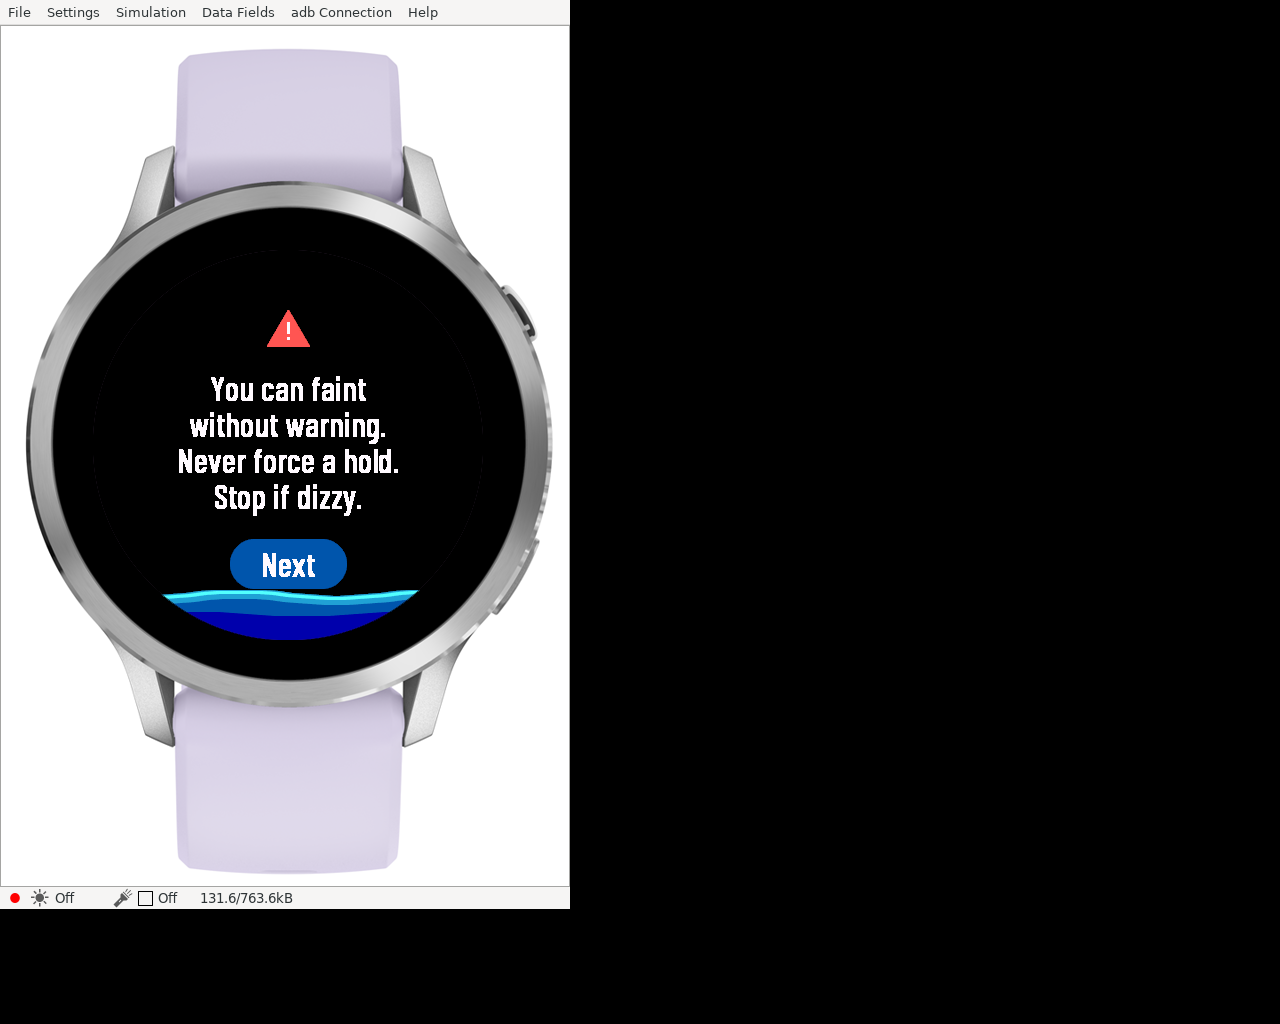 File Settings Simulation Data Fields adb Connection Help
!
You can faint
without warning.
Never force a hold.
Stop if dizzy.
Next
Off Off 131.6/763.6kB